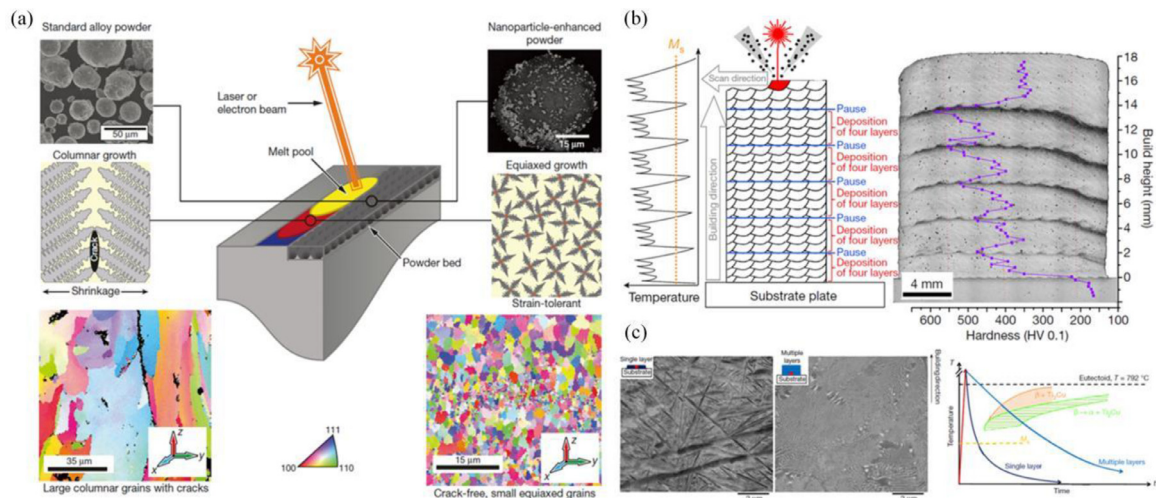 (a)
Standard alloy powder
50 μm
Columnar growth
Crack
Shrinkage
Laser or
electron beam
Melt pool
Powder bed
Nanoparticle-enhanced
powder
15 μm
Equiaxed growth
Strain-tolerant
35 μm
z
y
x
Large columnar grains with cracks
111
100
110
15 μm
z
y
x
Crack-free, small equiaxed grains
(b)
Ms
Temperature
Scan direction
Building direction
Pause
Deposition
of four layers
Pause
Deposition
of four layers
Pause
Deposition
of four layers
Pause
Deposition
of four layers
Pause
Substrate plate
4 mm
18
16
14
12
10
8
6
4
2
0
Build height (mm)
600
500
400
300
200
100
Hardness (HV 0.1)
(c)
Single layer
Substrate
Multiple
layers
Substrate
Building direction
T
Temperature
Eutectoid, T = 792 °C
Multiple layers
Single layer
Time
t